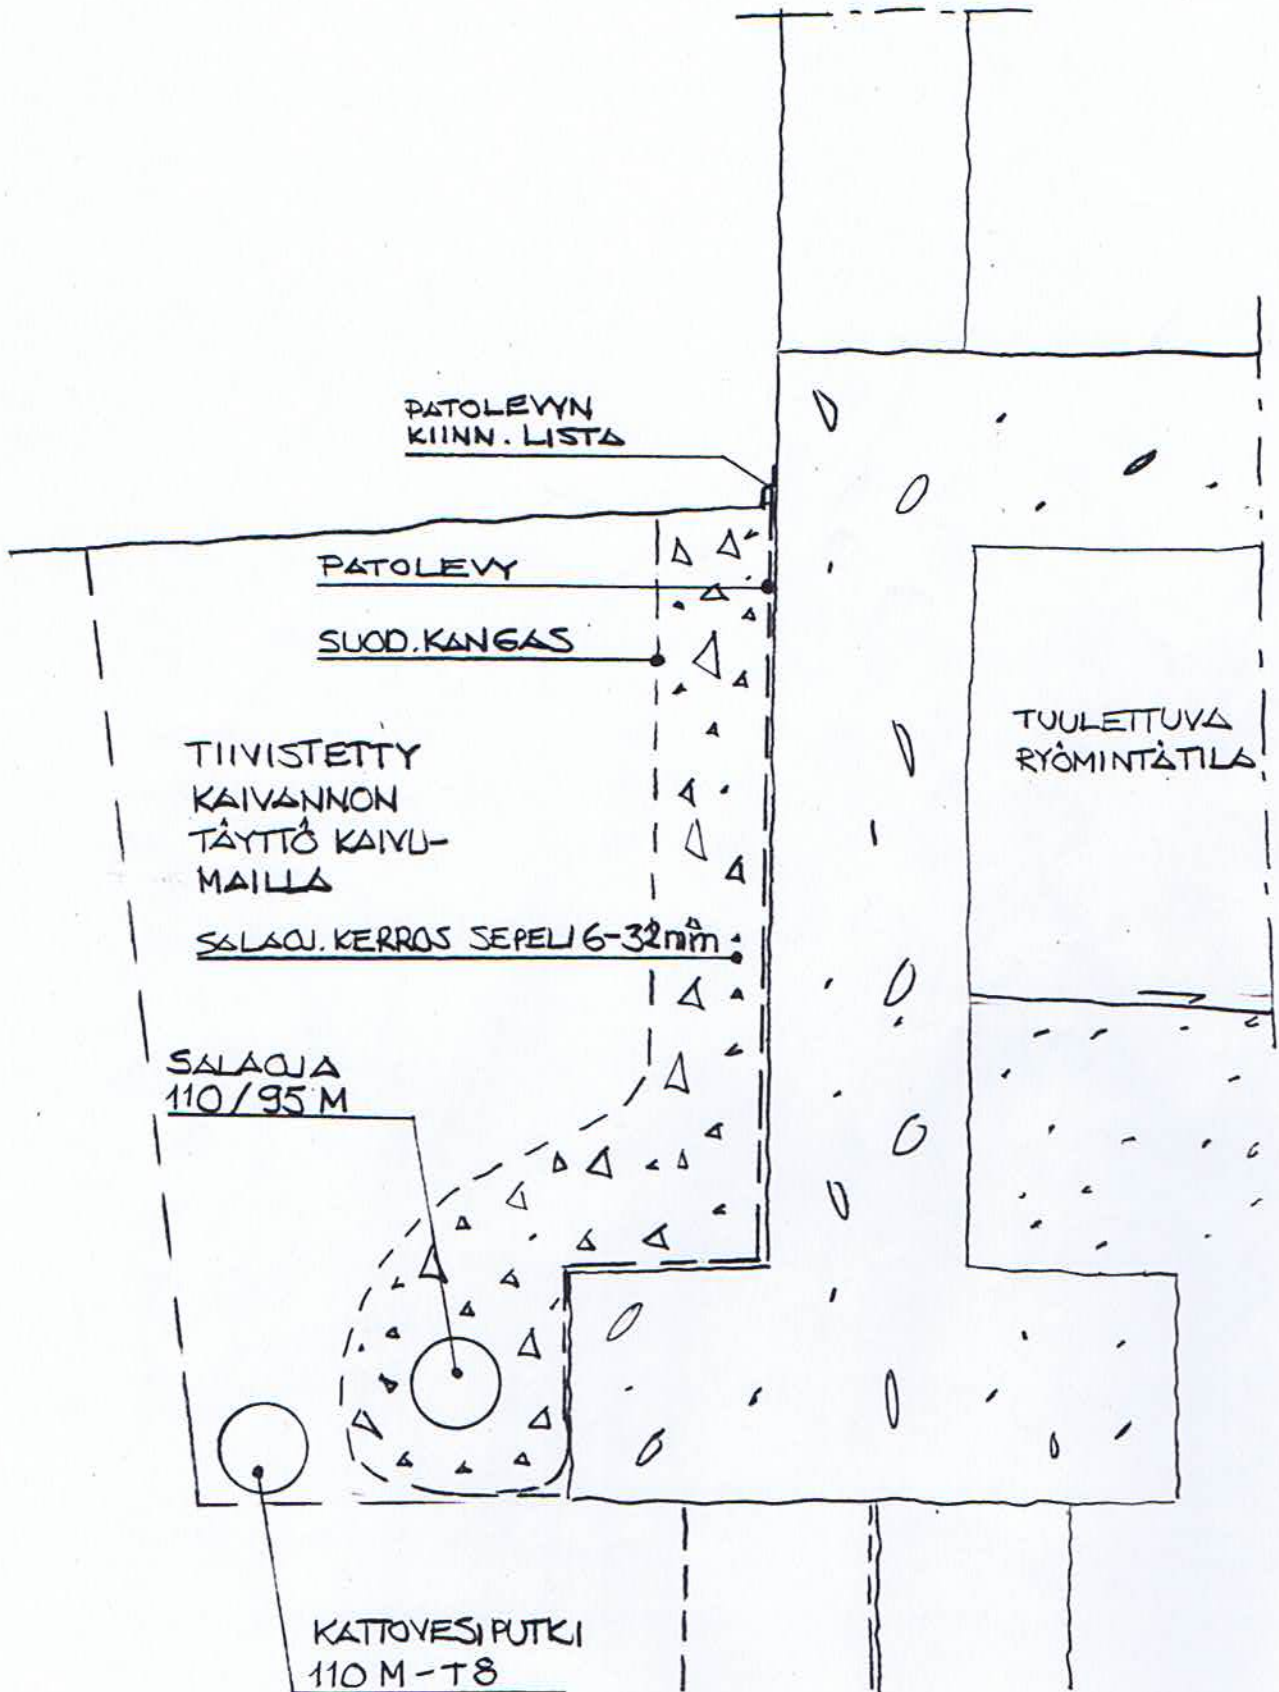 PATOLEVYN
KIINN. LISTA
PATOLEVY
SUOD. KANGAS
TUULETTUVA
RYÖMINTÄTILA
TIIVISTETTY
KAIVANNON
TÄYTTÖ KAIVU-
MAILLA
SALAOJ. KERROS SEPELI 6-32mm
SALAOJA
110/95 M
KATTOVESIPUTKI
110 M-T8